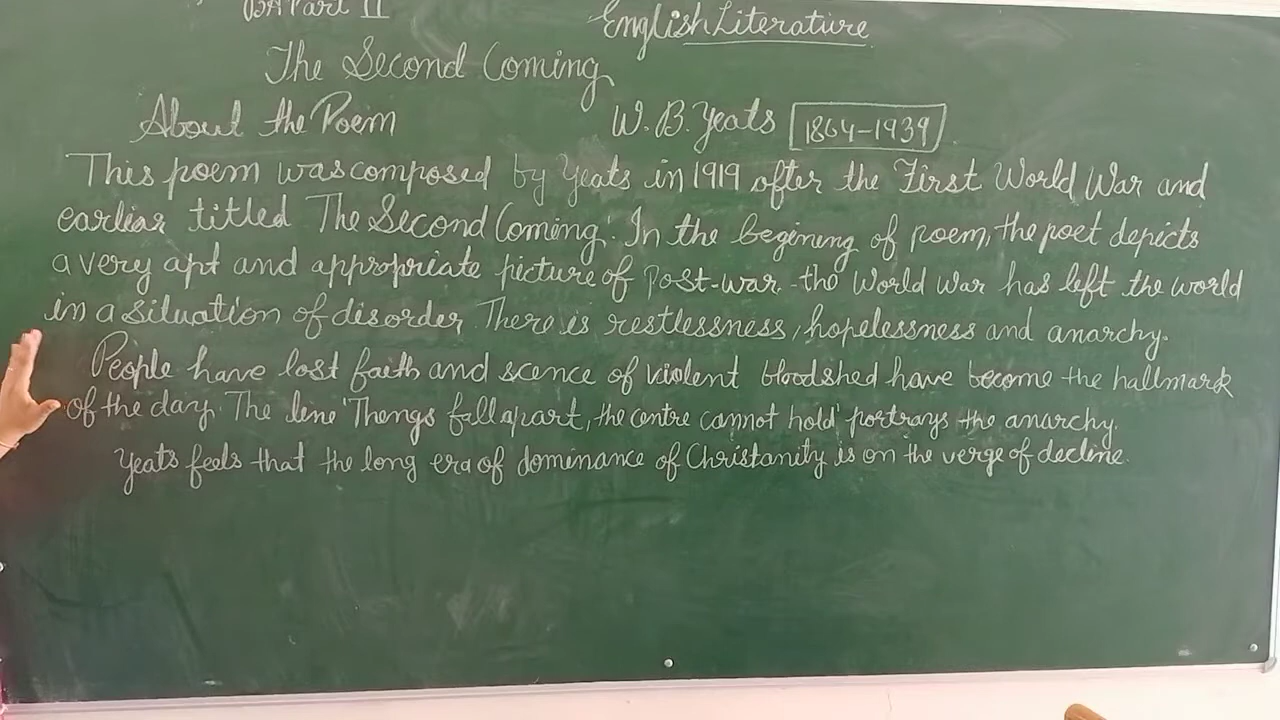 BA Part II
English Literature
The Second Coming
About the Poem W. B. Yeats 1864-1939
This poem was composed by Yeats in 1919 after the First World War and
earliar titled 'The Second Coming'. In the begining of poem, the poet depicts
a very apt and appropriate picture of post-war - the World War has left the world
in a situation of disorder. There is restlessness, hopelessness and anarchy.
People have lost faith and scence of violent bloodshed have become the hallmark
of the day. The line 'Things fall apart, the centre cannot hold' portrays the anarchy.
Yeats feels that the long era of dominance of Christanity is on the verge of decline.